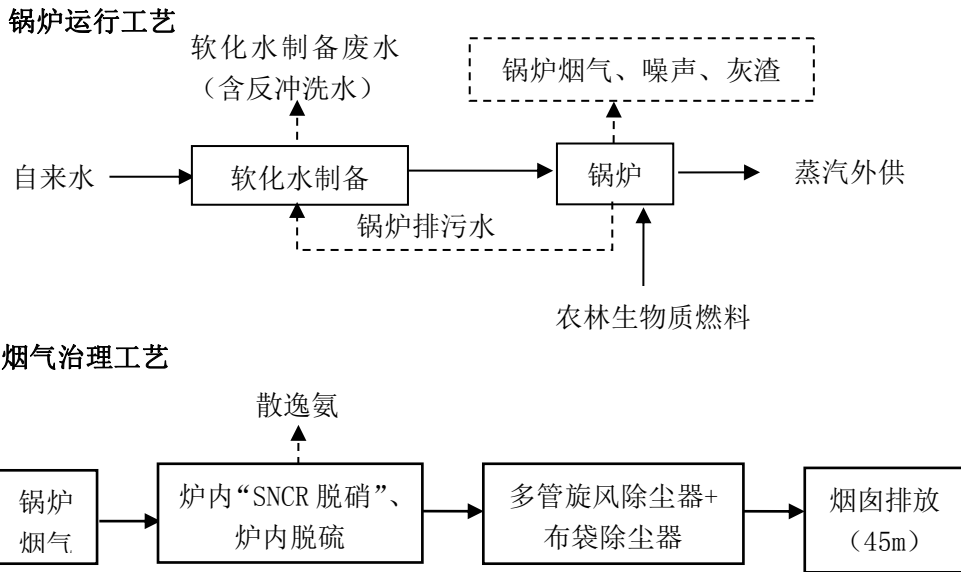 锅炉运行工艺
软化水制备废水
（含反冲洗水）
锅炉烟气、噪声、灰渣
自来水
软化水制备
锅炉
蒸汽外供
锅炉排污水
农林生物质燃料
烟气治理工艺
散逸氨
锅炉
烟气
炉内“SNCR 脱硝”、
炉内脱硫
多管旋风除尘器+
布袋除尘器
烟囱排放
（45m）